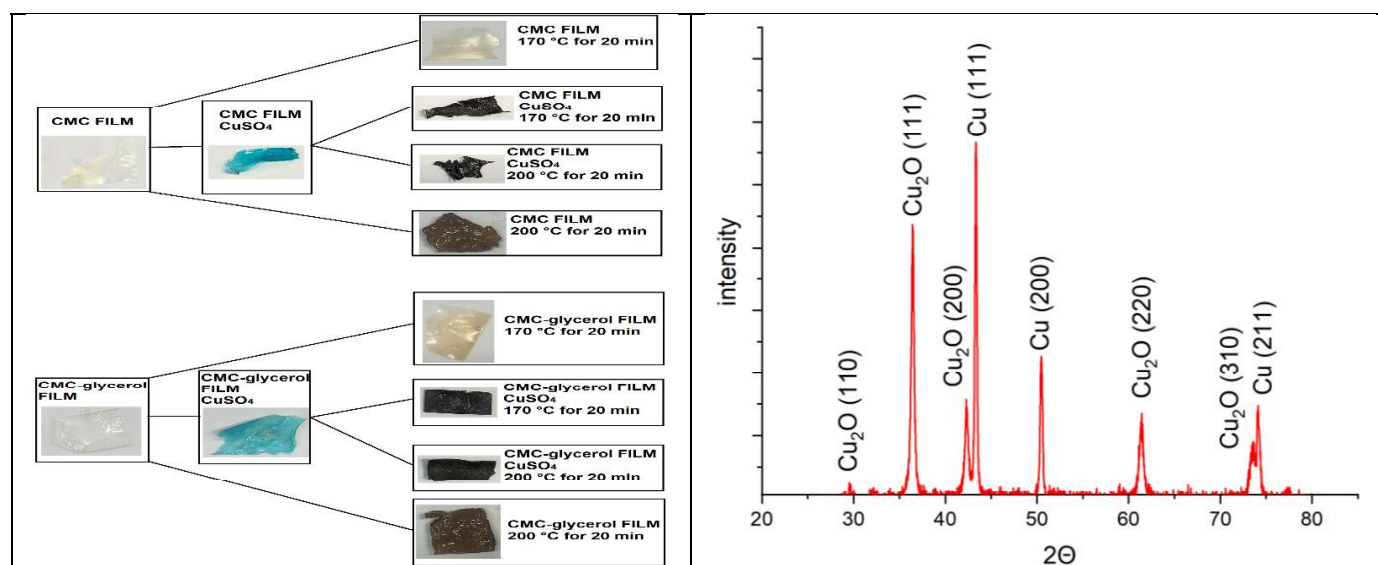 CMC FILM
170 °C for 20 min
CMC FILM
CMC FILM
CuSO₄
CMC FILM
CuSO₄
170 °C for 20 min
CMC FILM
CuSO₄
200 °C for 20 min
CMC FILM
200 °C for 20 min
CMC-glycerol FILM
170 °C for 20 min
CMC-glycerol
FILM
CMC-glycerol
FILM
CuSO₄
CMC-glycerol FILM
CuSO₄
170 °C for 20 min
CMC-glycerol FILM
CuSO₄
200 °C for 20 min
CMC-glycerol FILM
200 °C for 20 min
intensity
Cu₂O (110)
Cu₂O (111)
Cu₂O (200)
Cu (111)
Cu (200)
Cu₂O (220)
Cu₂O (310)
Cu (211)
20 30 40 50 60 70 80
2Θ